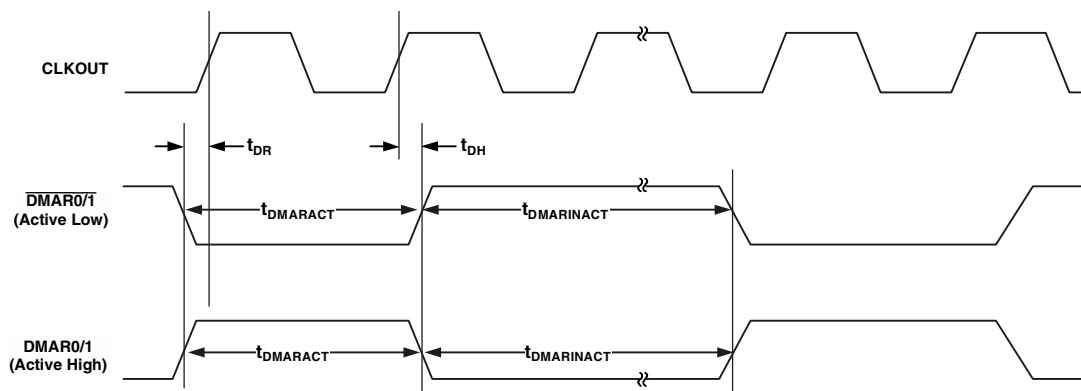 CLKOUT
tDR
tDH
DMAR0/1
(Active Low)
tDMARACT
tDMARINACT
DMAR0/1
(Active High)
tDMARACT
tDMARINACT